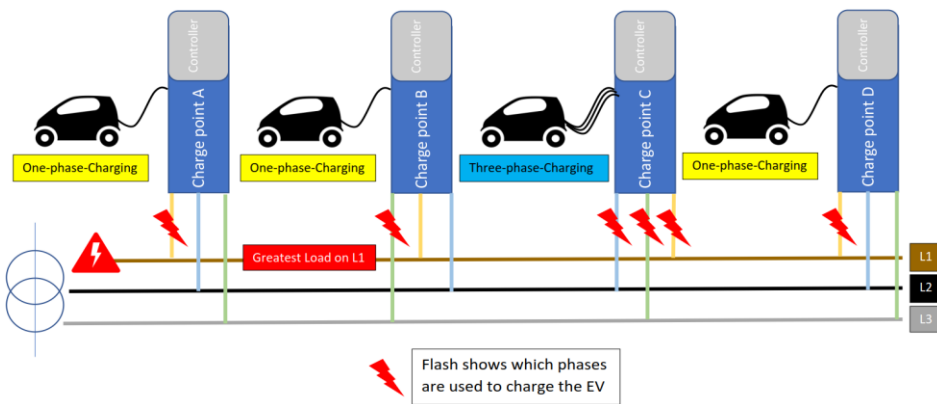 Controller
Charge point A
One-phase-Charging
Controller
Charge point B
One-phase-Charging
Controller
Charge point C
Three-phase-Charging
Controller
Charge point D
One-phase-Charging
Greatest Load on L1
L1
L2
L3
Flash shows which phases
are used to charge the EV